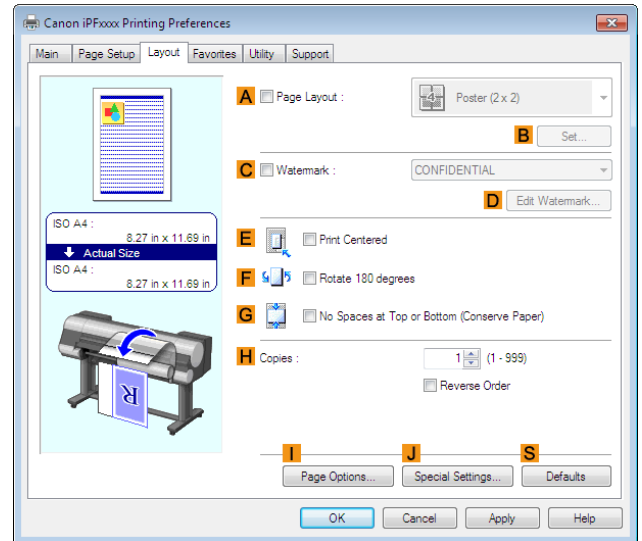 Canon iPFxxxx Printing Preferences
Main Page Setup Layout Favorites Utility Support
A Page Layout : 4 Poster (2 x 2)
B Set...
C Watermark : CONFIDENTIAL
D Edit Watermark...
ISO A4 :
8.27 in x 11.69 in
Actual Size
ISO A4 :
8.27 in x 11.69 in
E Print Centered
F Rotate 180 degrees
G No Spaces at Top or Bottom (Conserve Paper)
H Copies : 1 (1 - 999)
Reverse Order
R
I J S
Page Options... Special Settings... Defaults
OK Cancel Apply Help